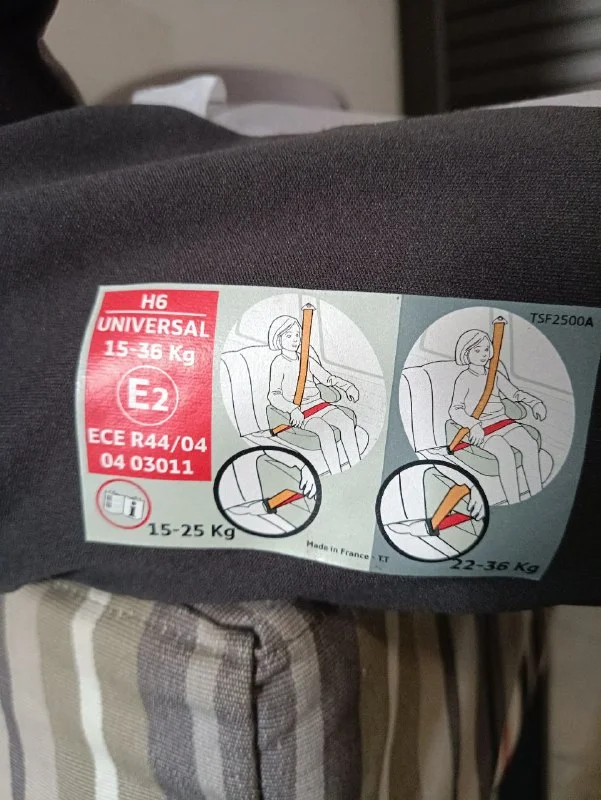 H6
UNIVERSAL
15-36 Kg
E2
ECE R44/04
04 03011
i
15-25 Kg
Made in France - T.T
TSF2500A
22-36 Kg